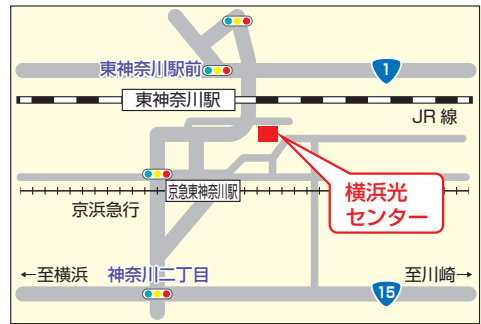 東神奈川駅前
1
東神奈川駅
JR 線
京急東神奈川駅
京浜急行
横浜光
センター
←至横浜
神奈川二丁目
至川崎→
15